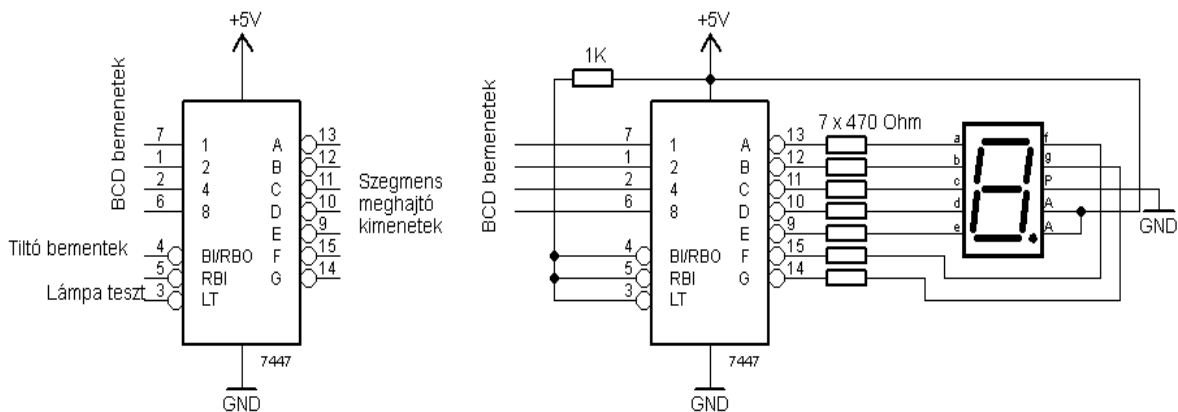 +5V
BCD bemenetek
7 1 A 13
1 2 B 12
2 4 C 11
6 8 D 10
E 9
4 BI/RBO F 15
5 RBI G 14
3 LT
Szegmens
meghajtó
kimenetek
Tiltó bementek
Lámpa teszt
7447
GND
+5V
1K
7 x 470 Ohm
BCD bemenetek
7 1 A 13
1 2 B 12
2 4 C 11
6 8 D 10
E 9
4 BI/RBO F 15
5 RBI G 14
3 LT
a f
b g
c P
d A
e A
7447
GND
GND